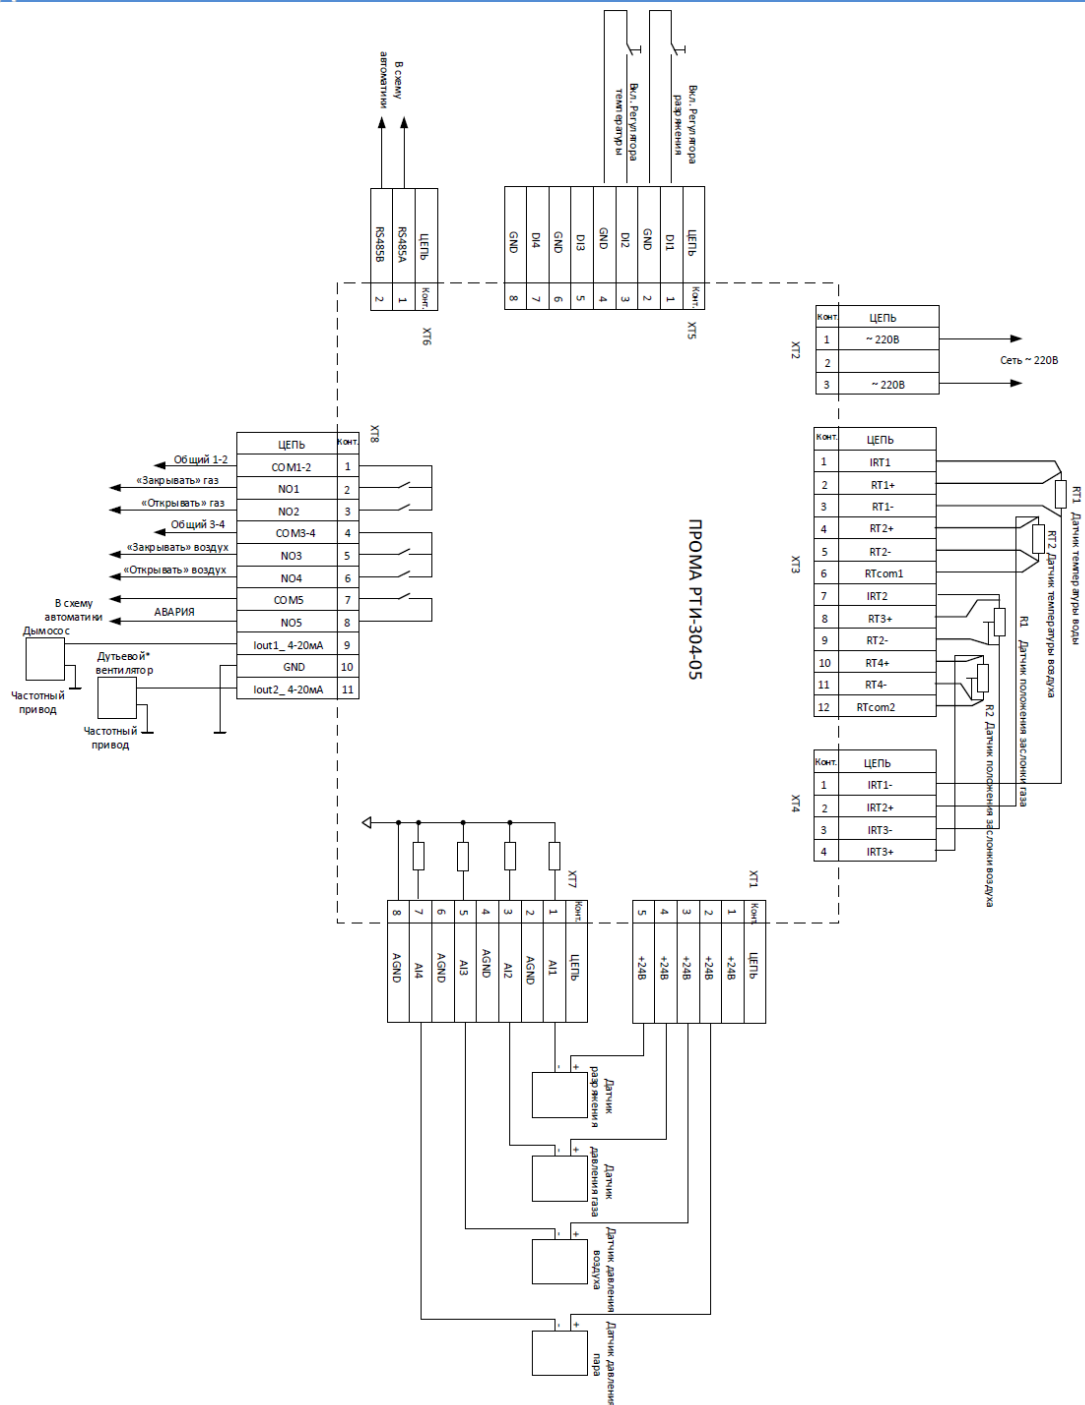 В схему
автоматики
Вкл. Регулятора
температуры
Вкл. Регулятора
разряжения
RS485B
RS485A
ЦЕПЬ
2
1
Конт.
XT6
GND
DI4
GND
DI3
GND
DI2
GND
DI1
ЦЕПЬ
8
7
6
5
4
3
2
1
Конт.
XT5
XT2
Конт. ЦЕПЬ
1 ~ 220В
2
3 ~ 220В
Сеть ~ 220В
XT8
ЦЕПЬ Конт.
Общий 1-2 COM1-2 1
«Закрывать» газ NO1 2
«Открывать» газ NO2 3
Общий 3-4 COM3-4 4
«Закрывать» воздух NO3 5
«Открывать» воздух NO4 6
COM5 7
В схему
автоматики
АВАРИЯ NO5 8
Iout1_ 4-20мА 9
GND 10
Iout2_ 4-20мА 11
Дымосос
Частотный
привод
Дутьевой*
вентилятор
Частотный
привод
ПРОМА РТИ-304-05
XT3
Конт. ЦЕПЬ
1 IRT1
2 RT1+
3 RT1-
4 RT2+
5 RT2-
6 RTcom1
7 IRT2
8 RT3+
9 RT2-
10 RT4+
11 RT4-
12 RTcom2
RT1 Датчик температуры воды
RT2 Датчик температуры воздуха
R1 Датчик положения заслонки газа
R2 Датчик положения заслонки воздуха
XT4
Конт. ЦЕПЬ
1 IRT1-
2 IRT2+
3 IRT3-
4 IRT3+
XT7
8
7
6
5
4
3
2
1
Конт.
AGND
AI4
AGND
AI3
AGND
AI2
AGND
AI1
ЦЕПЬ
XT1
5
4
3
2
1
Конт.
+24В
+24В
+24В
+24В
+24В
ЦЕПЬ
- +
Датчик
разряжения
- +
Датчик
давления газа
- +
Датчик давления
воздуха
- +
Датчик давления
пара